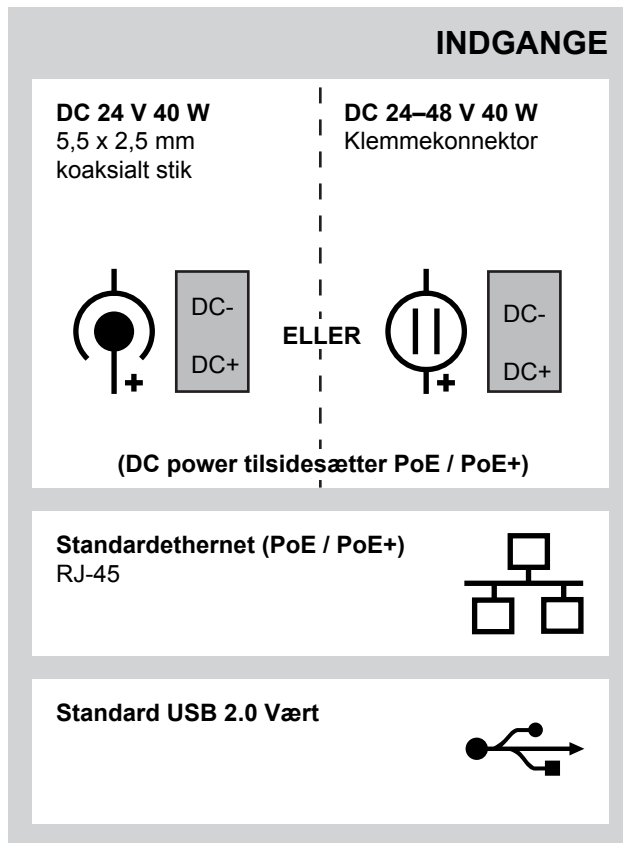 INDGANGE
DC 24 V 40 W
5,5 x 2,5 mm
koaksialt stik
DC-
DC+
+
ELLER
DC 24–48 V 40 W
Klemmekonnektor
DC-
DC+
+
(DC power tilsidesætter PoE / PoE+)
Standardethernet (PoE / PoE+)
RJ-45
Standard USB 2.0 Vært